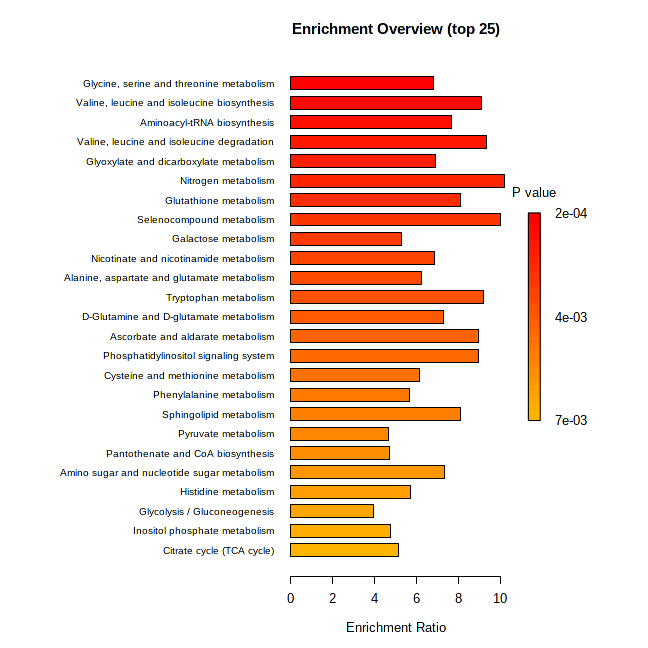 Enrichment Overview (top 25)
Glycine, serine and threonine metabolism
Valine, leucine and isoleucine biosynthesis
Aminoacyl-tRNA biosynthesis
Valine, leucine and isoleucine degradation
Glyoxylate and dicarboxylate metabolism
Nitrogen metabolism
Glutathione metabolism
Selenocompound metabolism
Galactose metabolism
Nicotinate and nicotinamide metabolism
Alanine, aspartate and glutamate metabolism
Tryptophan metabolism
D-Glutamine and D-glutamate metabolism
Ascorbate and aldarate metabolism
Phosphatidylinositol signaling system
Cysteine and methionine metabolism
Phenylalanine metabolism
Sphingolipid metabolism
Pyruvate metabolism
Pantothenate and CoA biosynthesis
Amino sugar and nucleotide sugar metabolism
Histidine metabolism
Glycolysis / Gluconeogenesis
Inositol phosphate metabolism
Citrate cycle (TCA cycle)
0 2 4 6 8 10
Enrichment Ratio
P value
2e-04
4e-03
7e-03